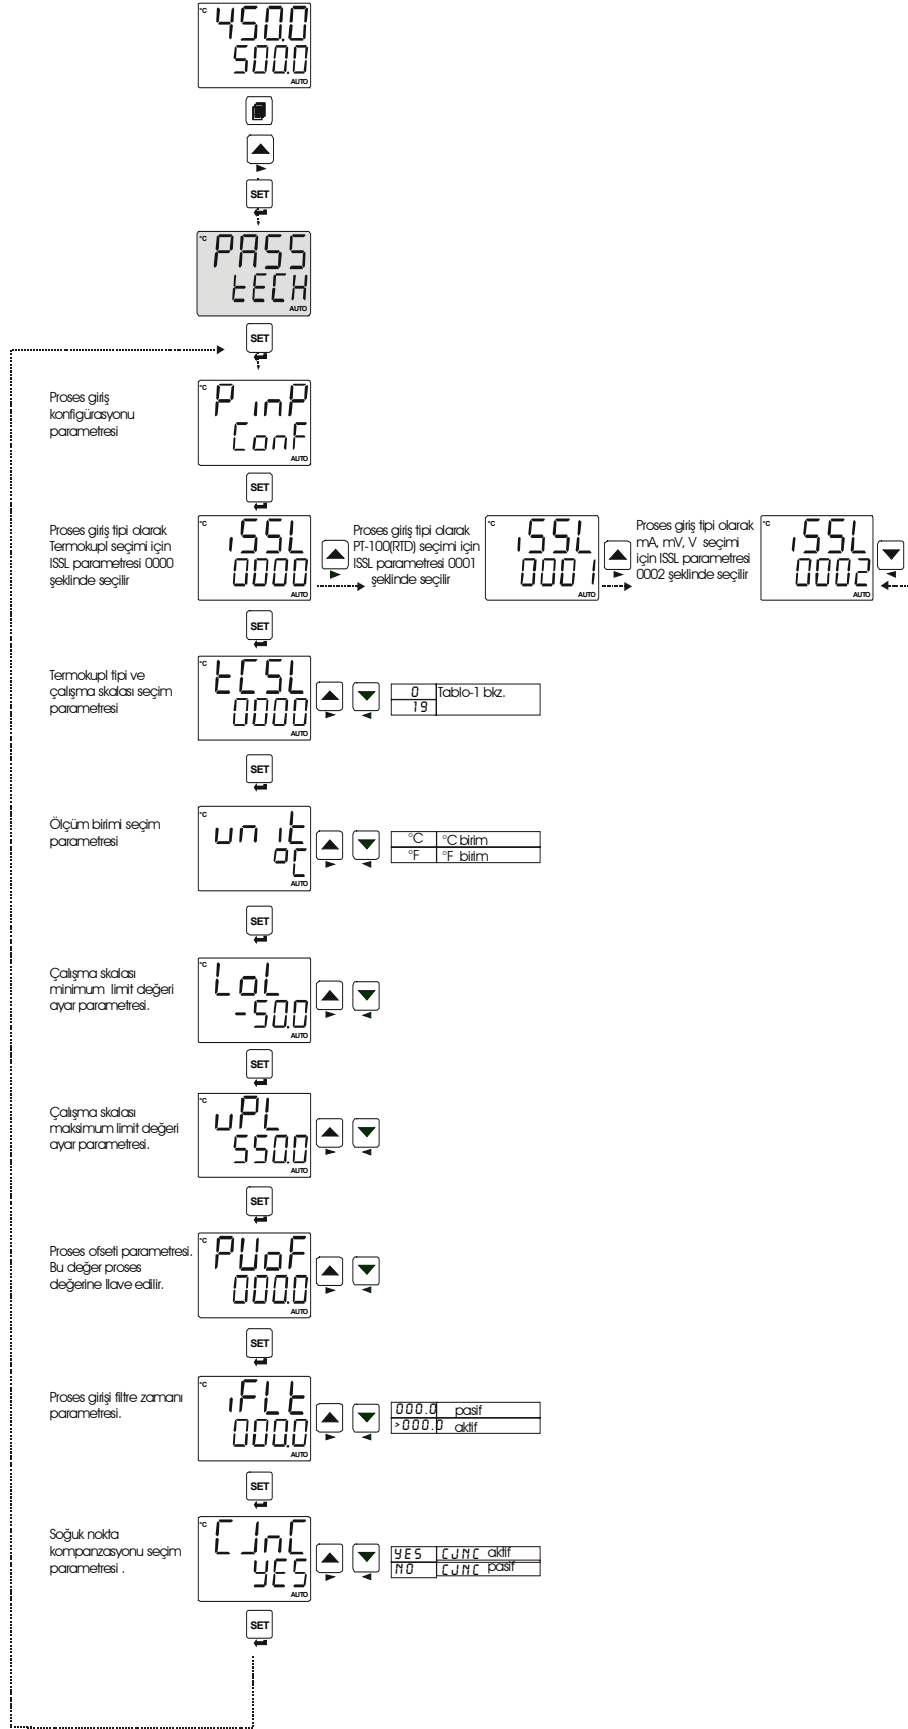 °C
450.0
500.0
AUTO
SET
°C
PASS
tECH
AUTO
SET
Proses giriş
konfigürasyonu
parametresi
°C
P inP
ConF
AUTO
SET
Proses giriş tipi olarak
Termokupl seçimi için
ISSL parametresi 0000
şeklinde seçilir
°C
iSSL
0000
AUTO
Proses giriş tipi olarak
PT-100(RTD) seçimi için
ISSL parametresi 0001
şeklinde seçilir
°C
iSSL
0001
AUTO
Proses giriş tipi olarak
mA, mV, V seçimi
için ISSL parametresi
0002 şeklinde seçilir
°C
iSSL
0002
AUTO
SET
Termokupl tipi ve
çalışma skalası seçim
parametresi
°C
tCSL
0000
AUTO
0 Tablo-1 bkz.
19
SET
Ölçüm birimi seçim
parametresi
°C
unit
°C
AUTO
°C °C birim
°F °F birim
SET
Çalışma skalası
minimum limit değeri
ayar parametresi.
°C
LoL
-50.0
AUTO
SET
Çalışma skalası
maksimum limit değeri
ayar parametresi.
°C
uPL
550.0
AUTO
SET
Proses ofseti parametresi.
Bu değer proses
değerine ilave edilir.
°C
PUoF
000.0
AUTO
SET
Proses girişi filtre zamanı
parametresi.
°C
iFLt
000.0
AUTO
000.0 pasif
>000.0 aktif
SET
Soğuk nokta
kompanzasyonu seçim
parametresi .
°C
CJnC
YES
AUTO
YES CJNC aktif
NO CJNC pasif
SET